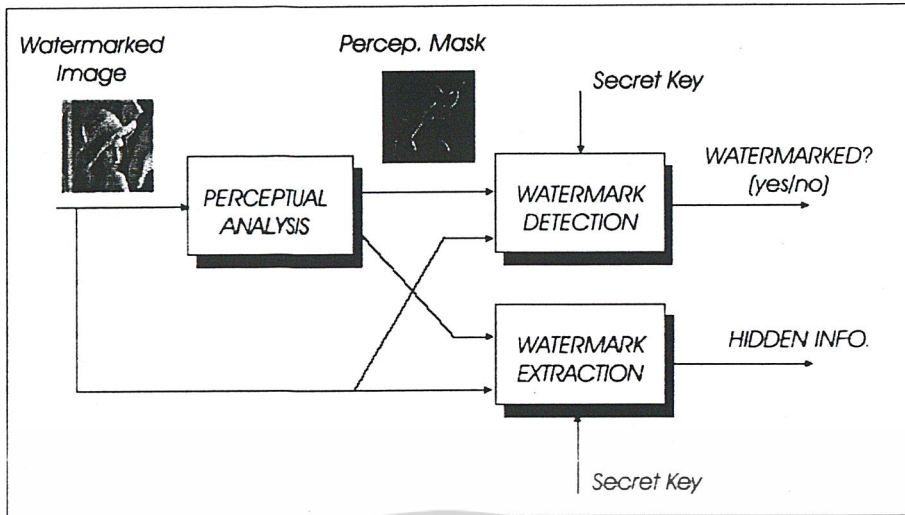 Watermarked
Image
Percep. Mask
Secret Key
PERCEPTUAL
ANALYSIS
WATERMARK
DETECTION
WATERMARKED?
(yes/no)
WATERMARK
EXTRACTION
HIDDEN INFO.
Secret Key